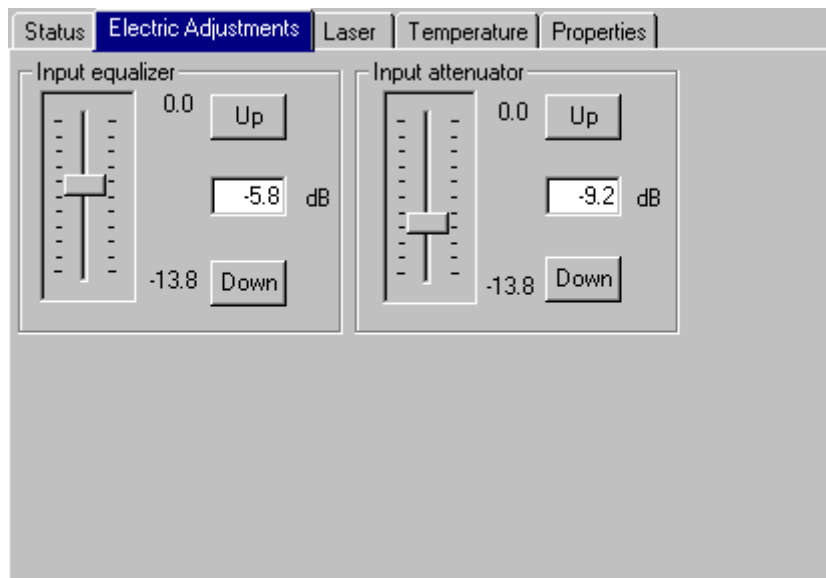 Status Electric Adjustments Laser Temperature Properties
Input equalizer
0.0
Up
-5.8 dB
-13.8
Down
Input attenuator
0.0
Up
-9.2 dB
-13.8
Down